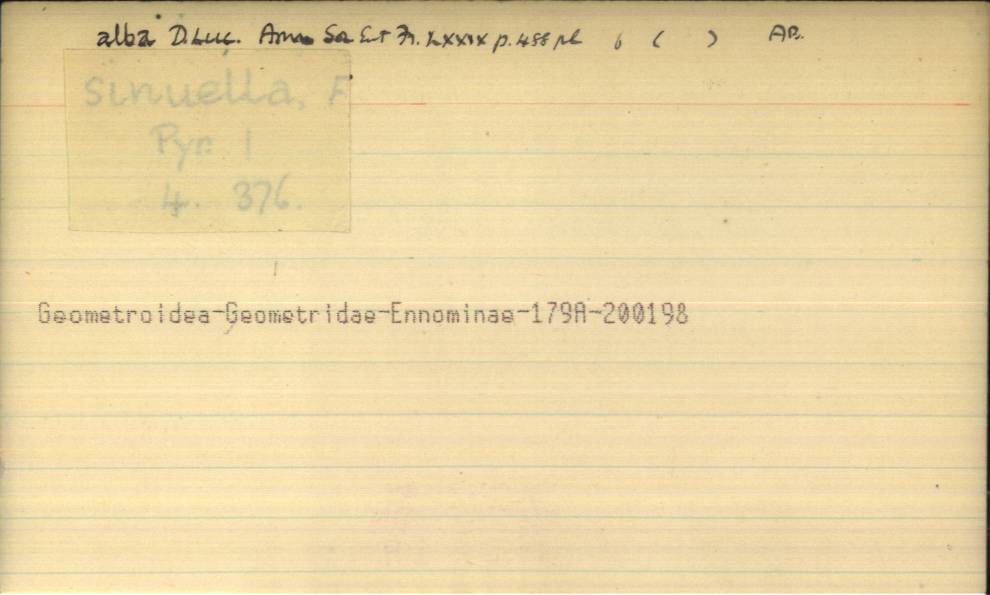 alba D. Luc. Ann Soc Ent Fr. LXXIX p. 488 pl 6 ( ) AP.
sinuella, F
Pyr. 1
4. 376.
Geometroidea-Geometridae-Ennominae-179A-200198